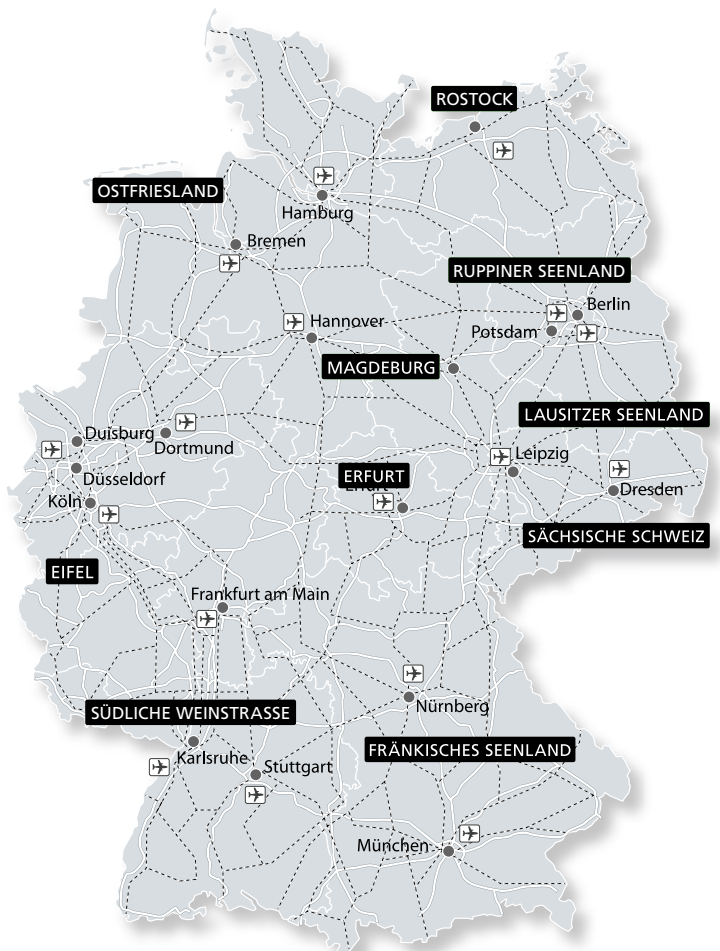 ROSTOCK
OSTFRIESLAND
Hamburg
Bremen
RUPPINER SEENLAND
Berlin
Hannover
Potsdam
MAGDEBURG
LAUSITZER SEENLAND
Duisburg
Dortmund
Leipzig
Düsseldorf
ERFURT
Erfurt
Dresden
Köln
SÄCHSISCHE SCHWEIZ
EIFEL
Frankfurt am Main
Nürnberg
SÜDLICHE WEINSTRASSE
FRÄNKISCHES SEENLAND
Karlsruhe
Stuttgart
München